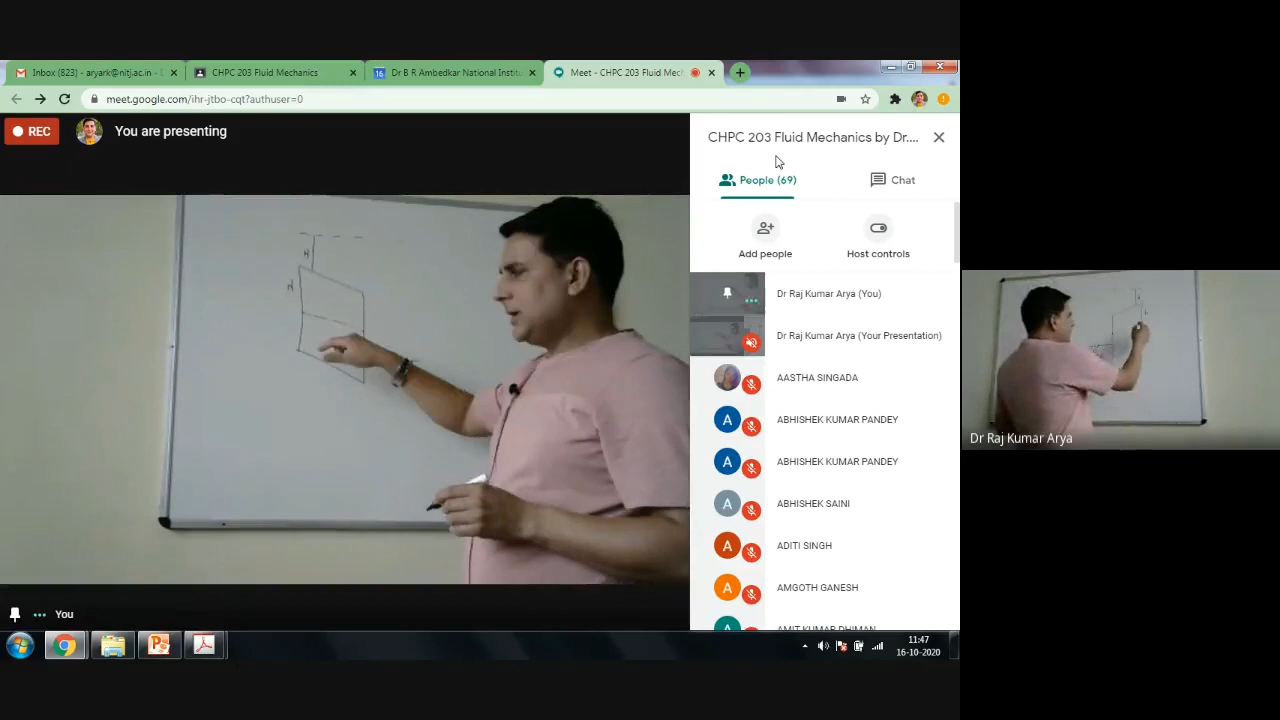 Inbox (823) - aryark@nitj.ac.in -
CHPC 203 Fluid Mechanics
Dr B R Ambedkar National Institu
Meet - CHPC 203 Fluid Mec
meet.google.com/ihr-jtbo-cqt?authuser=0
REC
You are presenting
CHPC 203 Fluid Mechanics by Dr....
People (69)
Chat
Add people
Host controls
Dr Raj Kumar Arya (You)
Dr Raj Kumar Arya (Your Presentation)
AASTHA SINGADA
A ABHISHEK KUMAR PANDEY
A ABHISHEK KUMAR PANDEY
A ABHISHEK SAINI
A ADITI SINGH
A AMGOTH GANESH
A AMIT KUMAR DHIMAN
You
Dr Raj Kumar Arya
11:47
16-10-2020